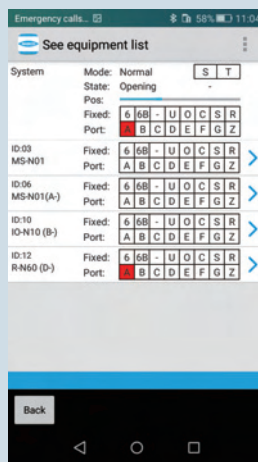 Emergency calls... 58% 11:04
See equipment list
System Mode: Normal S T
State: Opening -
Pos:
Fixed: 6 6B - U O C S R
Port: A B C D E F G Z
ID:03 Fixed: 6 6B - U O C S R
MS-N01 Port: A B C D E F G Z
ID:06 Fixed: 6 6B - U O C S R
MS-N01(A-) Port: A B C D E F G Z
ID:10 Fixed: 6 6B - U O C S R
IO-N10 (B-) Port: A B C D E F G Z
ID:12 Fixed: 6 6B - U O C S R
R-N60 (D-) Port: A B C D E F G Z
Back